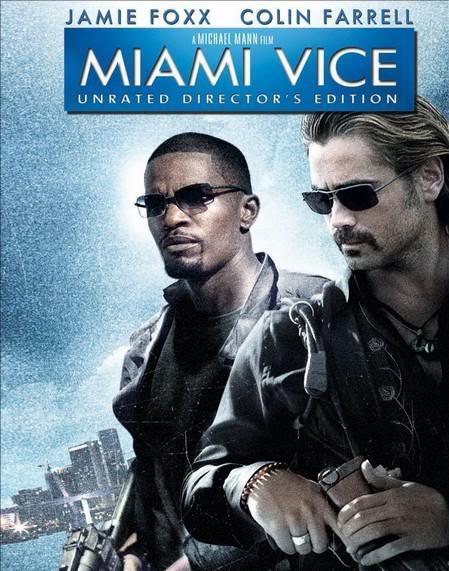 JAMIE FOXX COLIN FARRELL
A MICHAEL MANN FILM
MIAMI VICE
UNRATED DIRECTOR'S EDITION